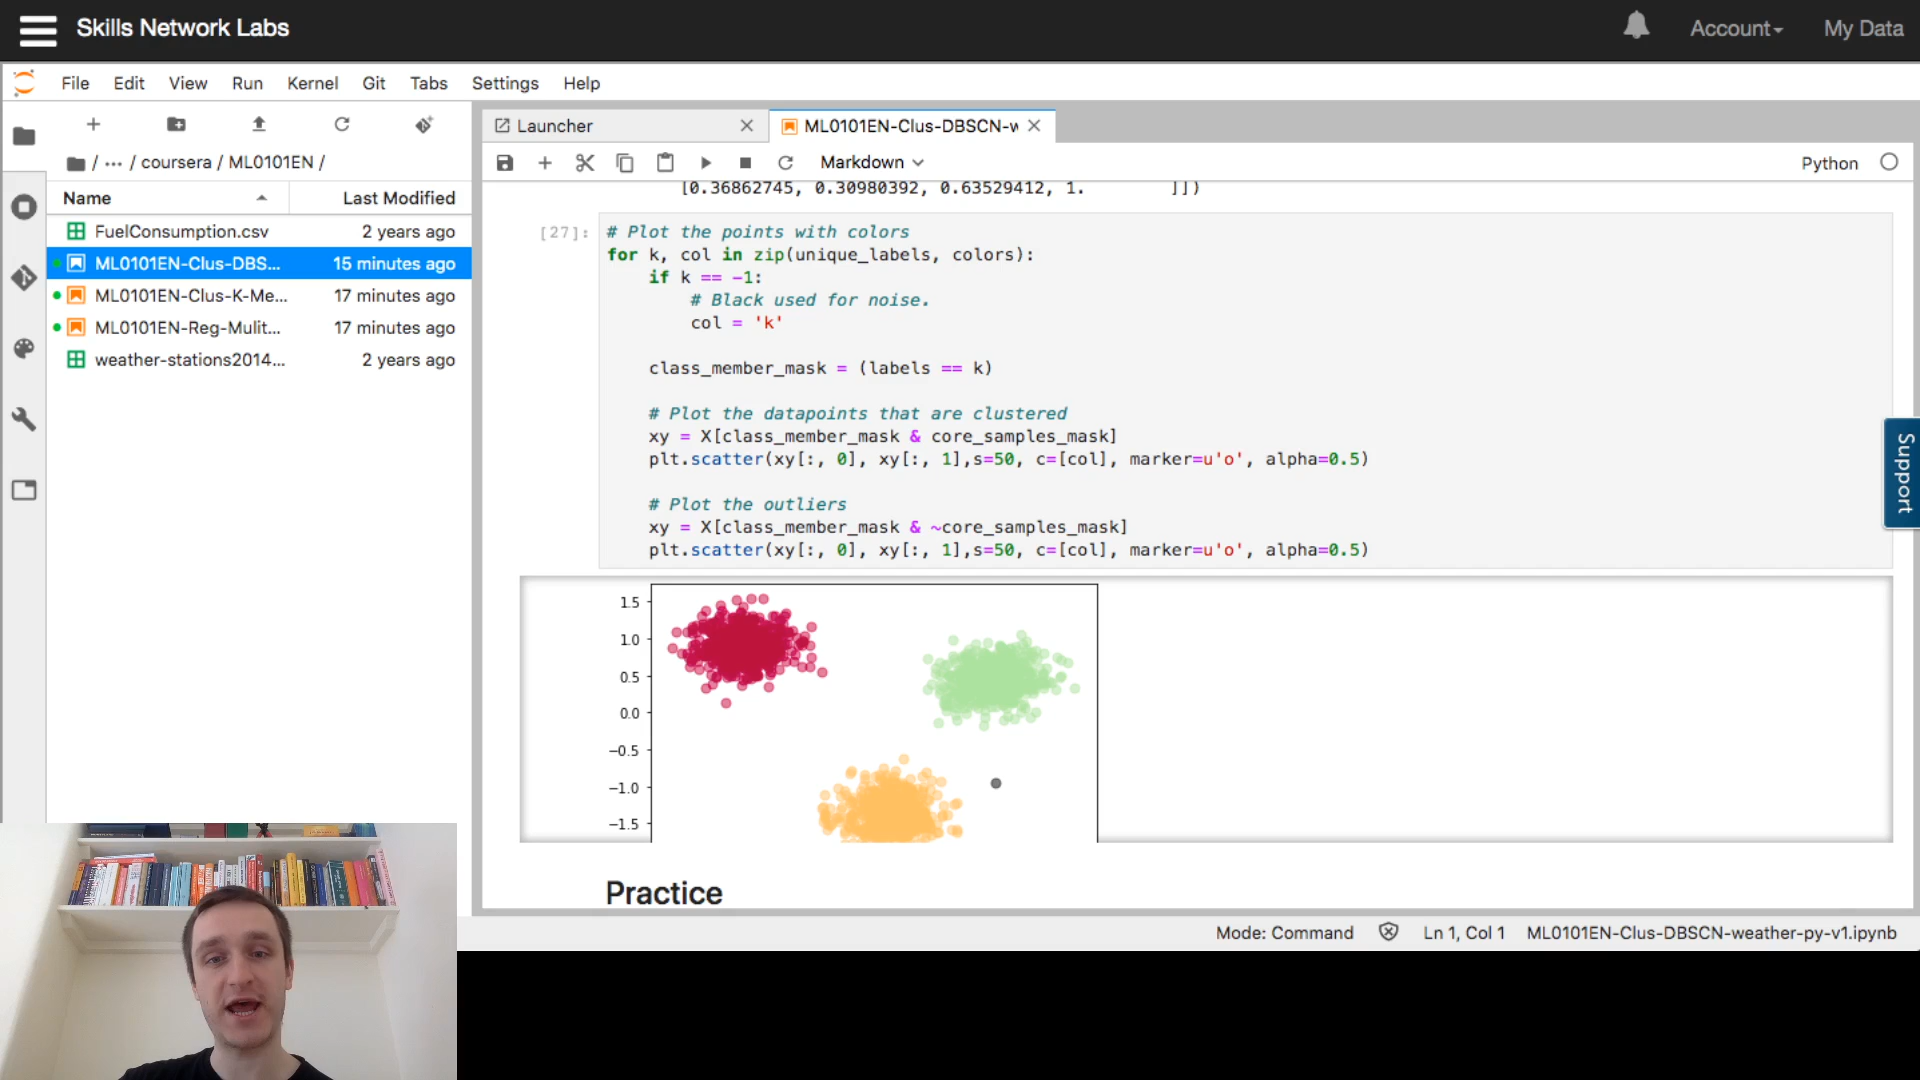 Skills Network Labs
Account
My Data
File Edit View Run Kernel Git Tabs Settings Help
Launcher
ML0101EN-Clus-DBSCN-w
/ ... / coursera / ML0101EN /
Markdown
Python
Name
Last Modified
FuelConsumption.csv 2 years ago
ML0101EN-Clus-DBS... 15 minutes ago
ML0101EN-Clus-K-Me... 17 minutes ago
ML0101EN-Reg-Mulit... 17 minutes ago
weather-stations2014... 2 years ago
[0.36862745, 0.30980392, 0.63529412, 1. ]])
[27]:
# Plot the points with colors
for k, col in zip(unique_labels, colors):
if k == -1:
# Black used for noise.
col = 'k'
class_member_mask = (labels == k)
# Plot the datapoints that are clustered
xy = X[class_member_mask & core_samples_mask]
plt.scatter(xy[:, 0], xy[:, 1],s=50, c=[col], marker=u'o', alpha=0.5)
# Plot the outliers
xy = X[class_member_mask & ~core_samples_mask]
plt.scatter(xy[:, 0], xy[:, 1],s=50, c=[col], marker=u'o', alpha=0.5)
1.5
1.0
0.5
0.0
−0.5
−1.0
−1.5
Practice
Support
Mode: Command
Ln 1, Col 1
ML0101EN-Clus-DBSCN-weather-py-v1.ipynb